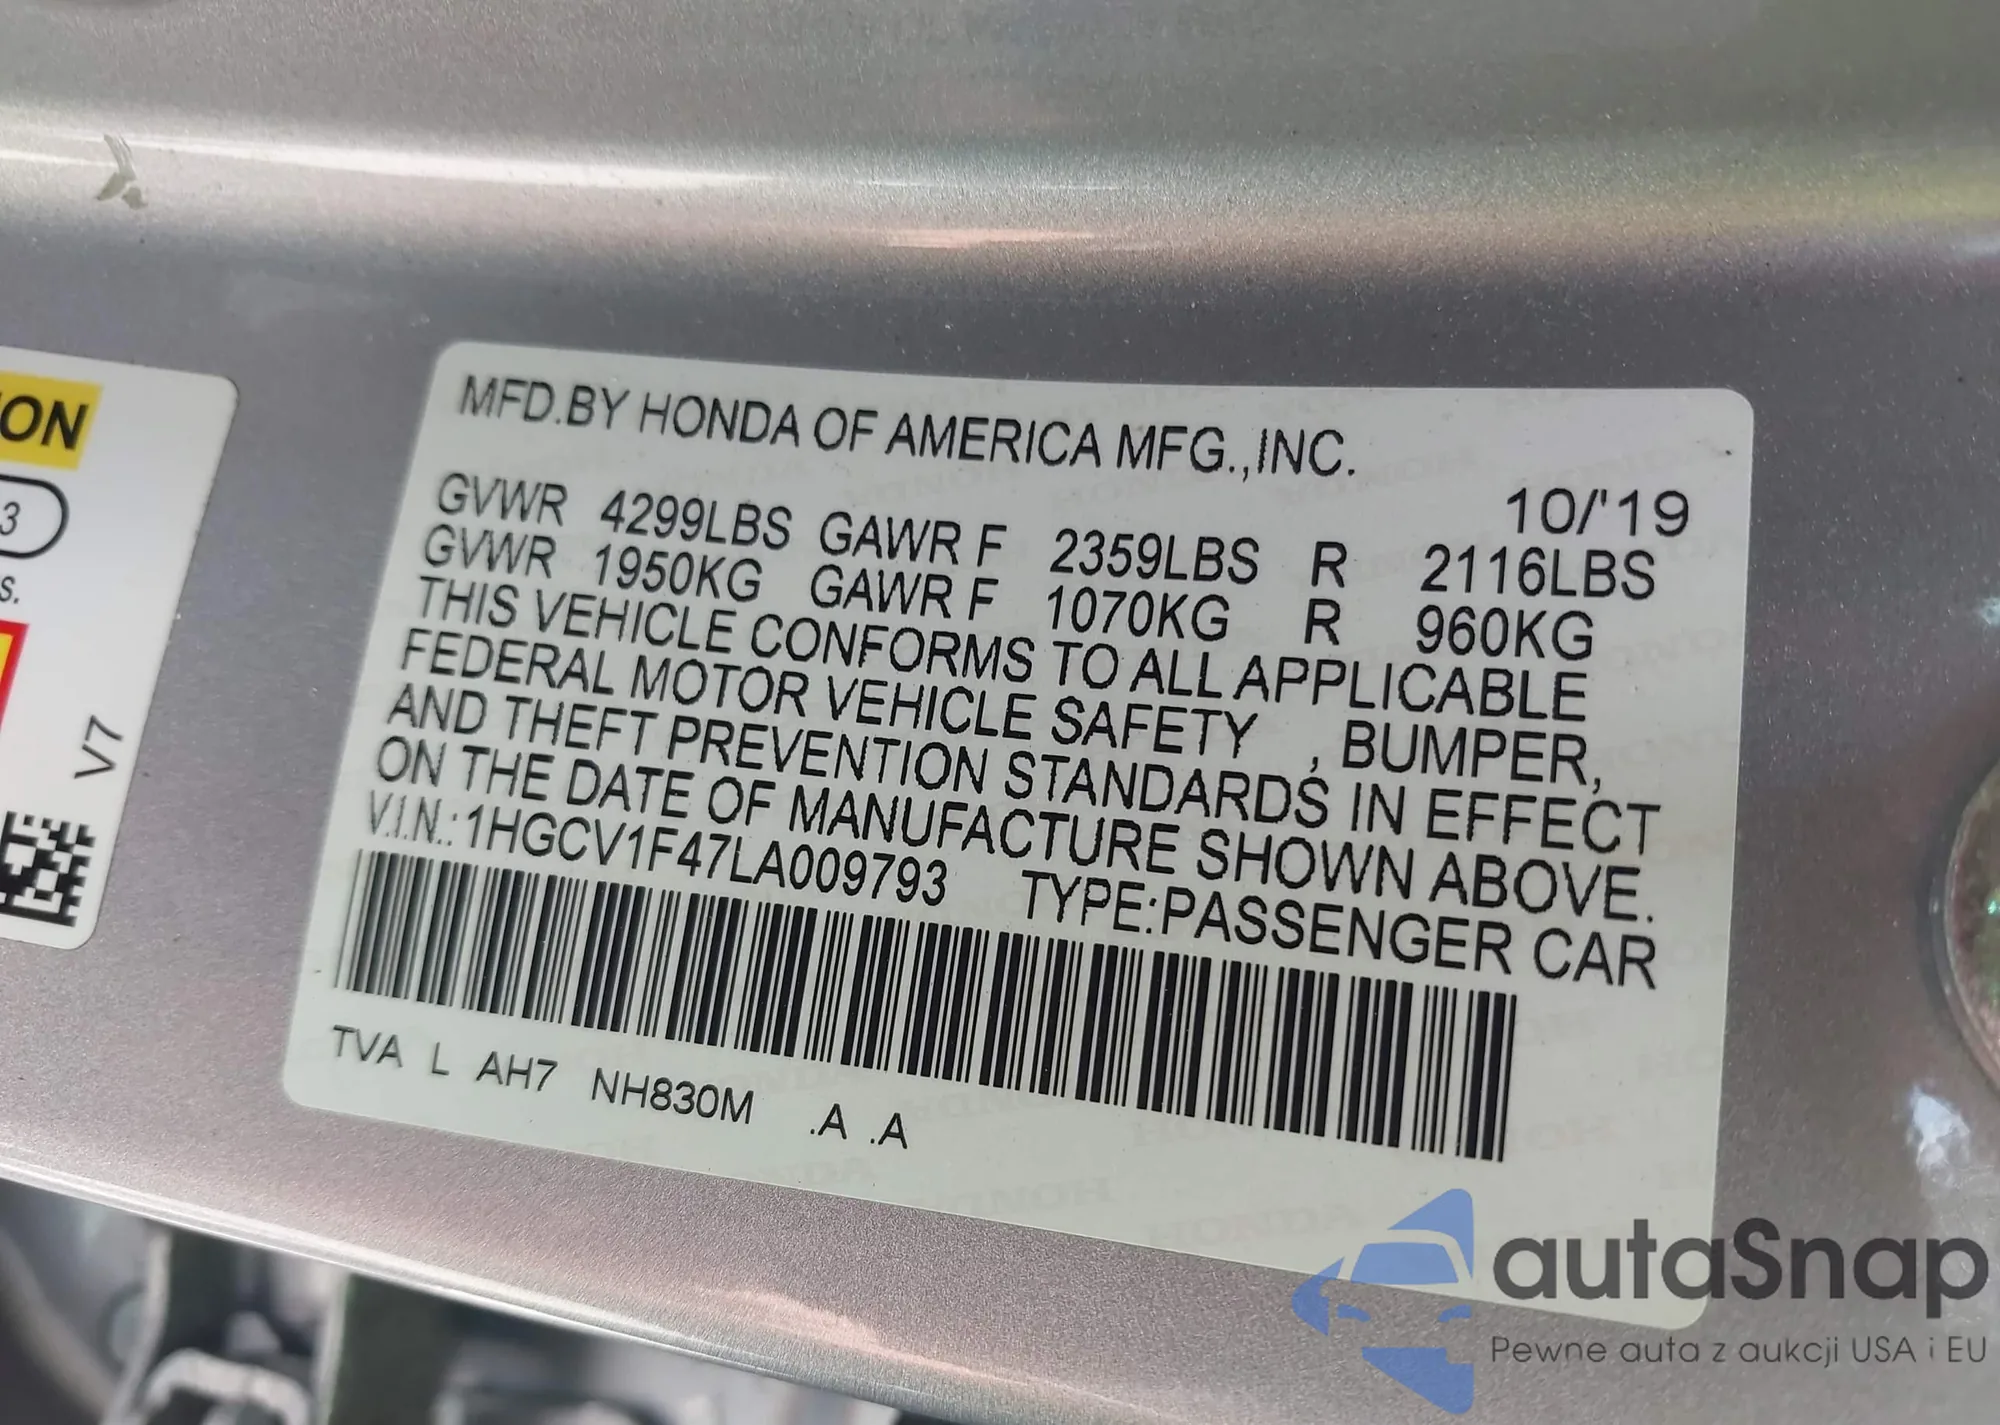 ON
3
S.
V7
MFD.BY HONDA OF AMERICA MFG.,INC.
10/'19
GVWR 4299LBS GAWR F 2359LBS R 2116LBS
GVWR 1950KG GAWR F 1070KG R 960KG
THIS VEHICLE CONFORMS TO ALL APPLICABLE
FEDERAL MOTOR VEHICLE SAFETY , BUMPER,
AND THEFT PREVENTION STANDARDS IN EFFECT
ON THE DATE OF MANUFACTURE SHOWN ABOVE.
V.I.N.:1HGCV1F47LA009793 TYPE:PASSENGER CAR
TVA L AH7 NH830M .A .A
autaSnap
Pewne auta z aukcji USA i EU